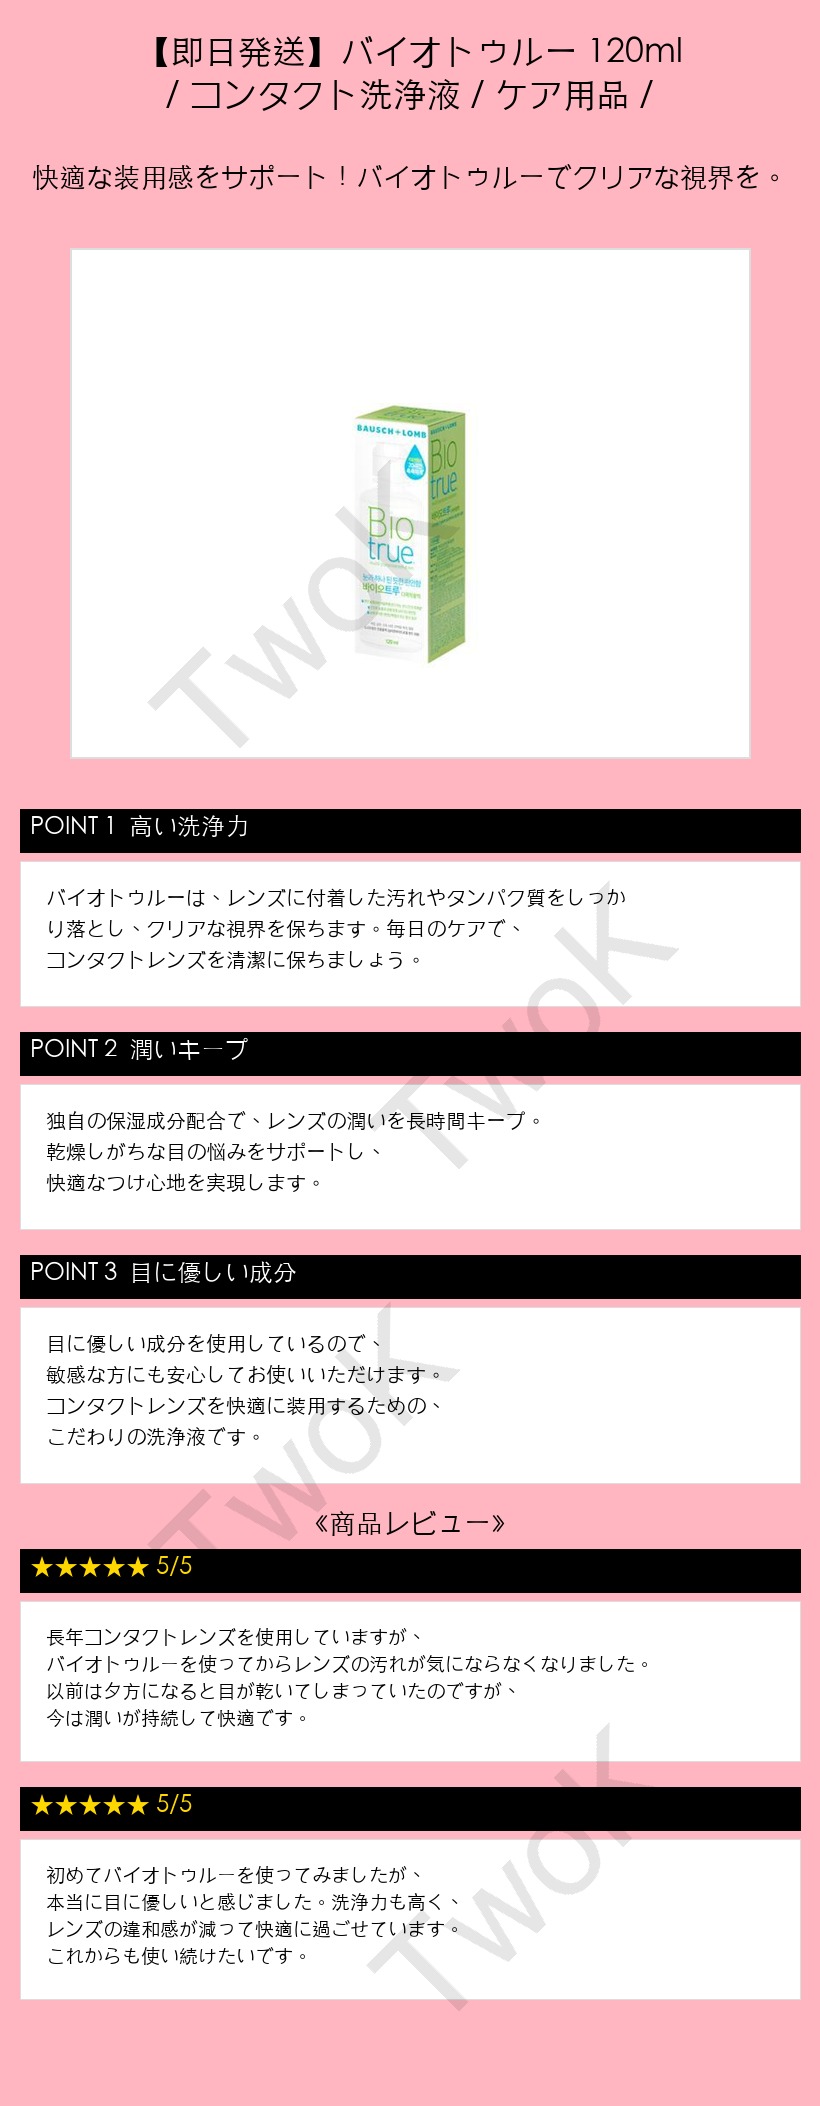 【即日発送】バイオトゥルー 120ml
/ コンタクト洗浄液 / ケア用品 /
快適な装用感をサポート！バイオトゥルーでクリアな視界を。
BAUSCH+LOMB
Bio
true
바이오트루
120 ml
BAUSCH+LOMB
Bio
true
바이오트루
TwoK
POINT 1 高い洗浄力
バイオトゥルーは、レンズに付着した汚れやタンパク質をしっか
り落とし、クリアな視界を保ちます。毎日のケアで、
コンタクトレンズを清潔に保ちましょう。
TwoK
POINT 2 潤いキープ
独自の保湿成分配合で、レンズの潤いを長時間キープ。
乾燥しがちな目の悩みをサポートし、
快適なつけ心地を実現します。
POINT 3 目に優しい成分
目に優しい成分を使用しているので、
敏感な方にも安心してお使いいただけます。
コンタクトレンズを快適に装用するための、
こだわりの洗浄液です。
TwoK
《商品レビュー》
★★★★★ 5/5
長年コンタクトレンズを使用していますが、
バイオトゥルーを使ってからレンズの汚れが気にならなくなりました。
以前は夕方になると目が乾いてしまっていたのですが、
今は潤いが持続して快適です。
★★★★★ 5/5
初めてバイオトゥルーを使ってみましたが、
本当に目に優しいと感じました。洗浄力も高く、
レンズの違和感が減って快適に過ごせています。
これからも使い続けたいです。
TwoK